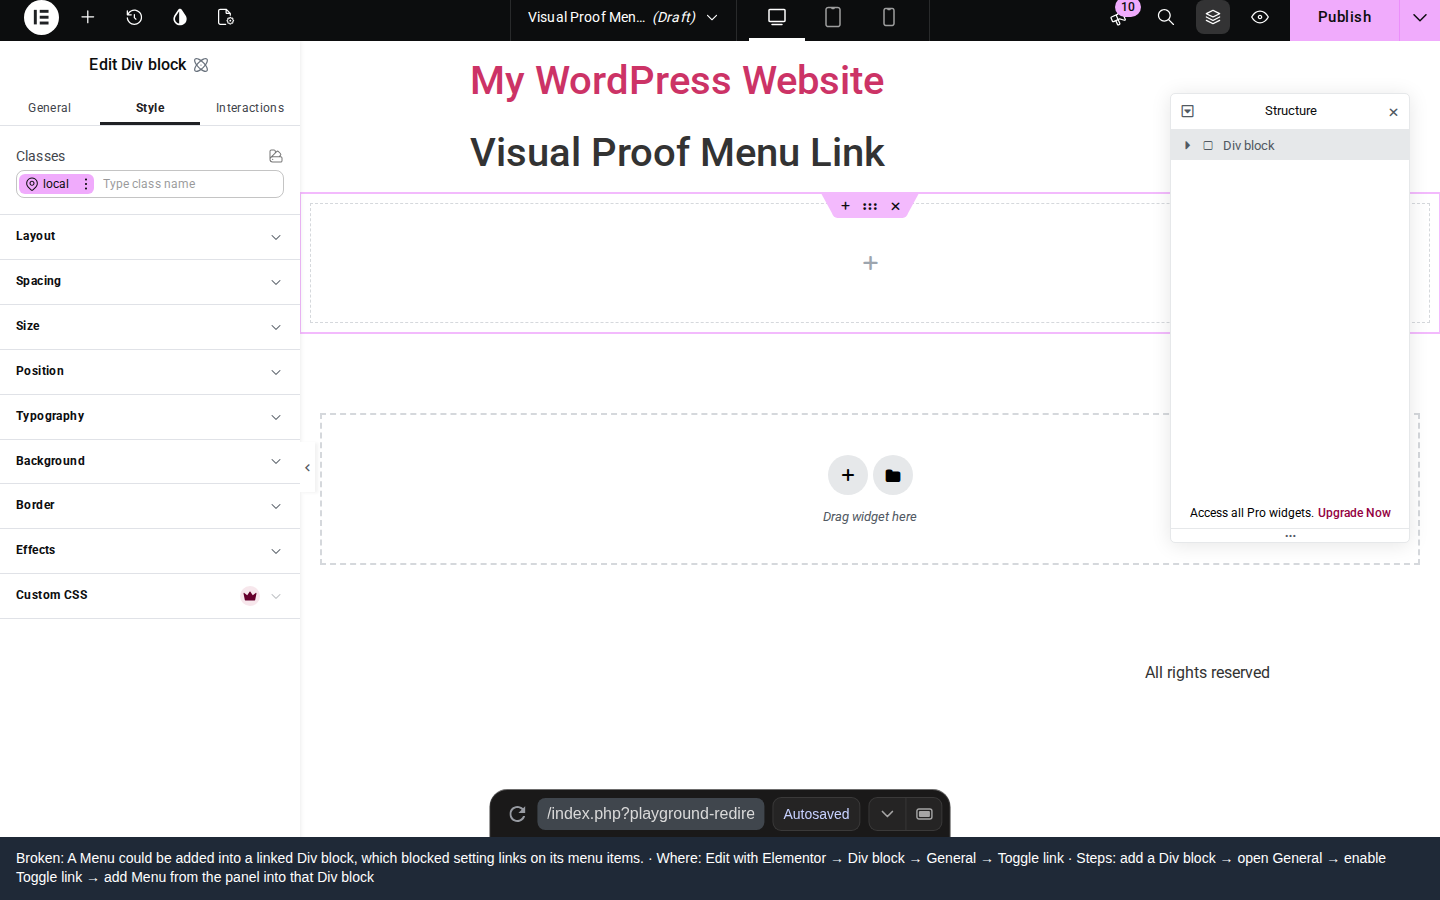 Visual Proof Men... (Draft)
10
Publish
Edit Div block
General
Style
Interactions
Classes
local
Type class name
Layout
Spacing
Size
Position
Typography
Background
Border
Effects
Custom CSS
My WordPress Website
Visual Proof Menu Link
Drag widget here
All rights reserved
Structure
Div block
Access all Pro widgets. Upgrade Now
/index.php?playground-redire
Autosaved
Broken: A Menu could be added into a linked Div block, which blocked setting links on its menu items. · Where: Edit with Elementor → Div block → General → Toggle link · Steps: add a Div block → open General → enable
Toggle link → add Menu from the panel into that Div block